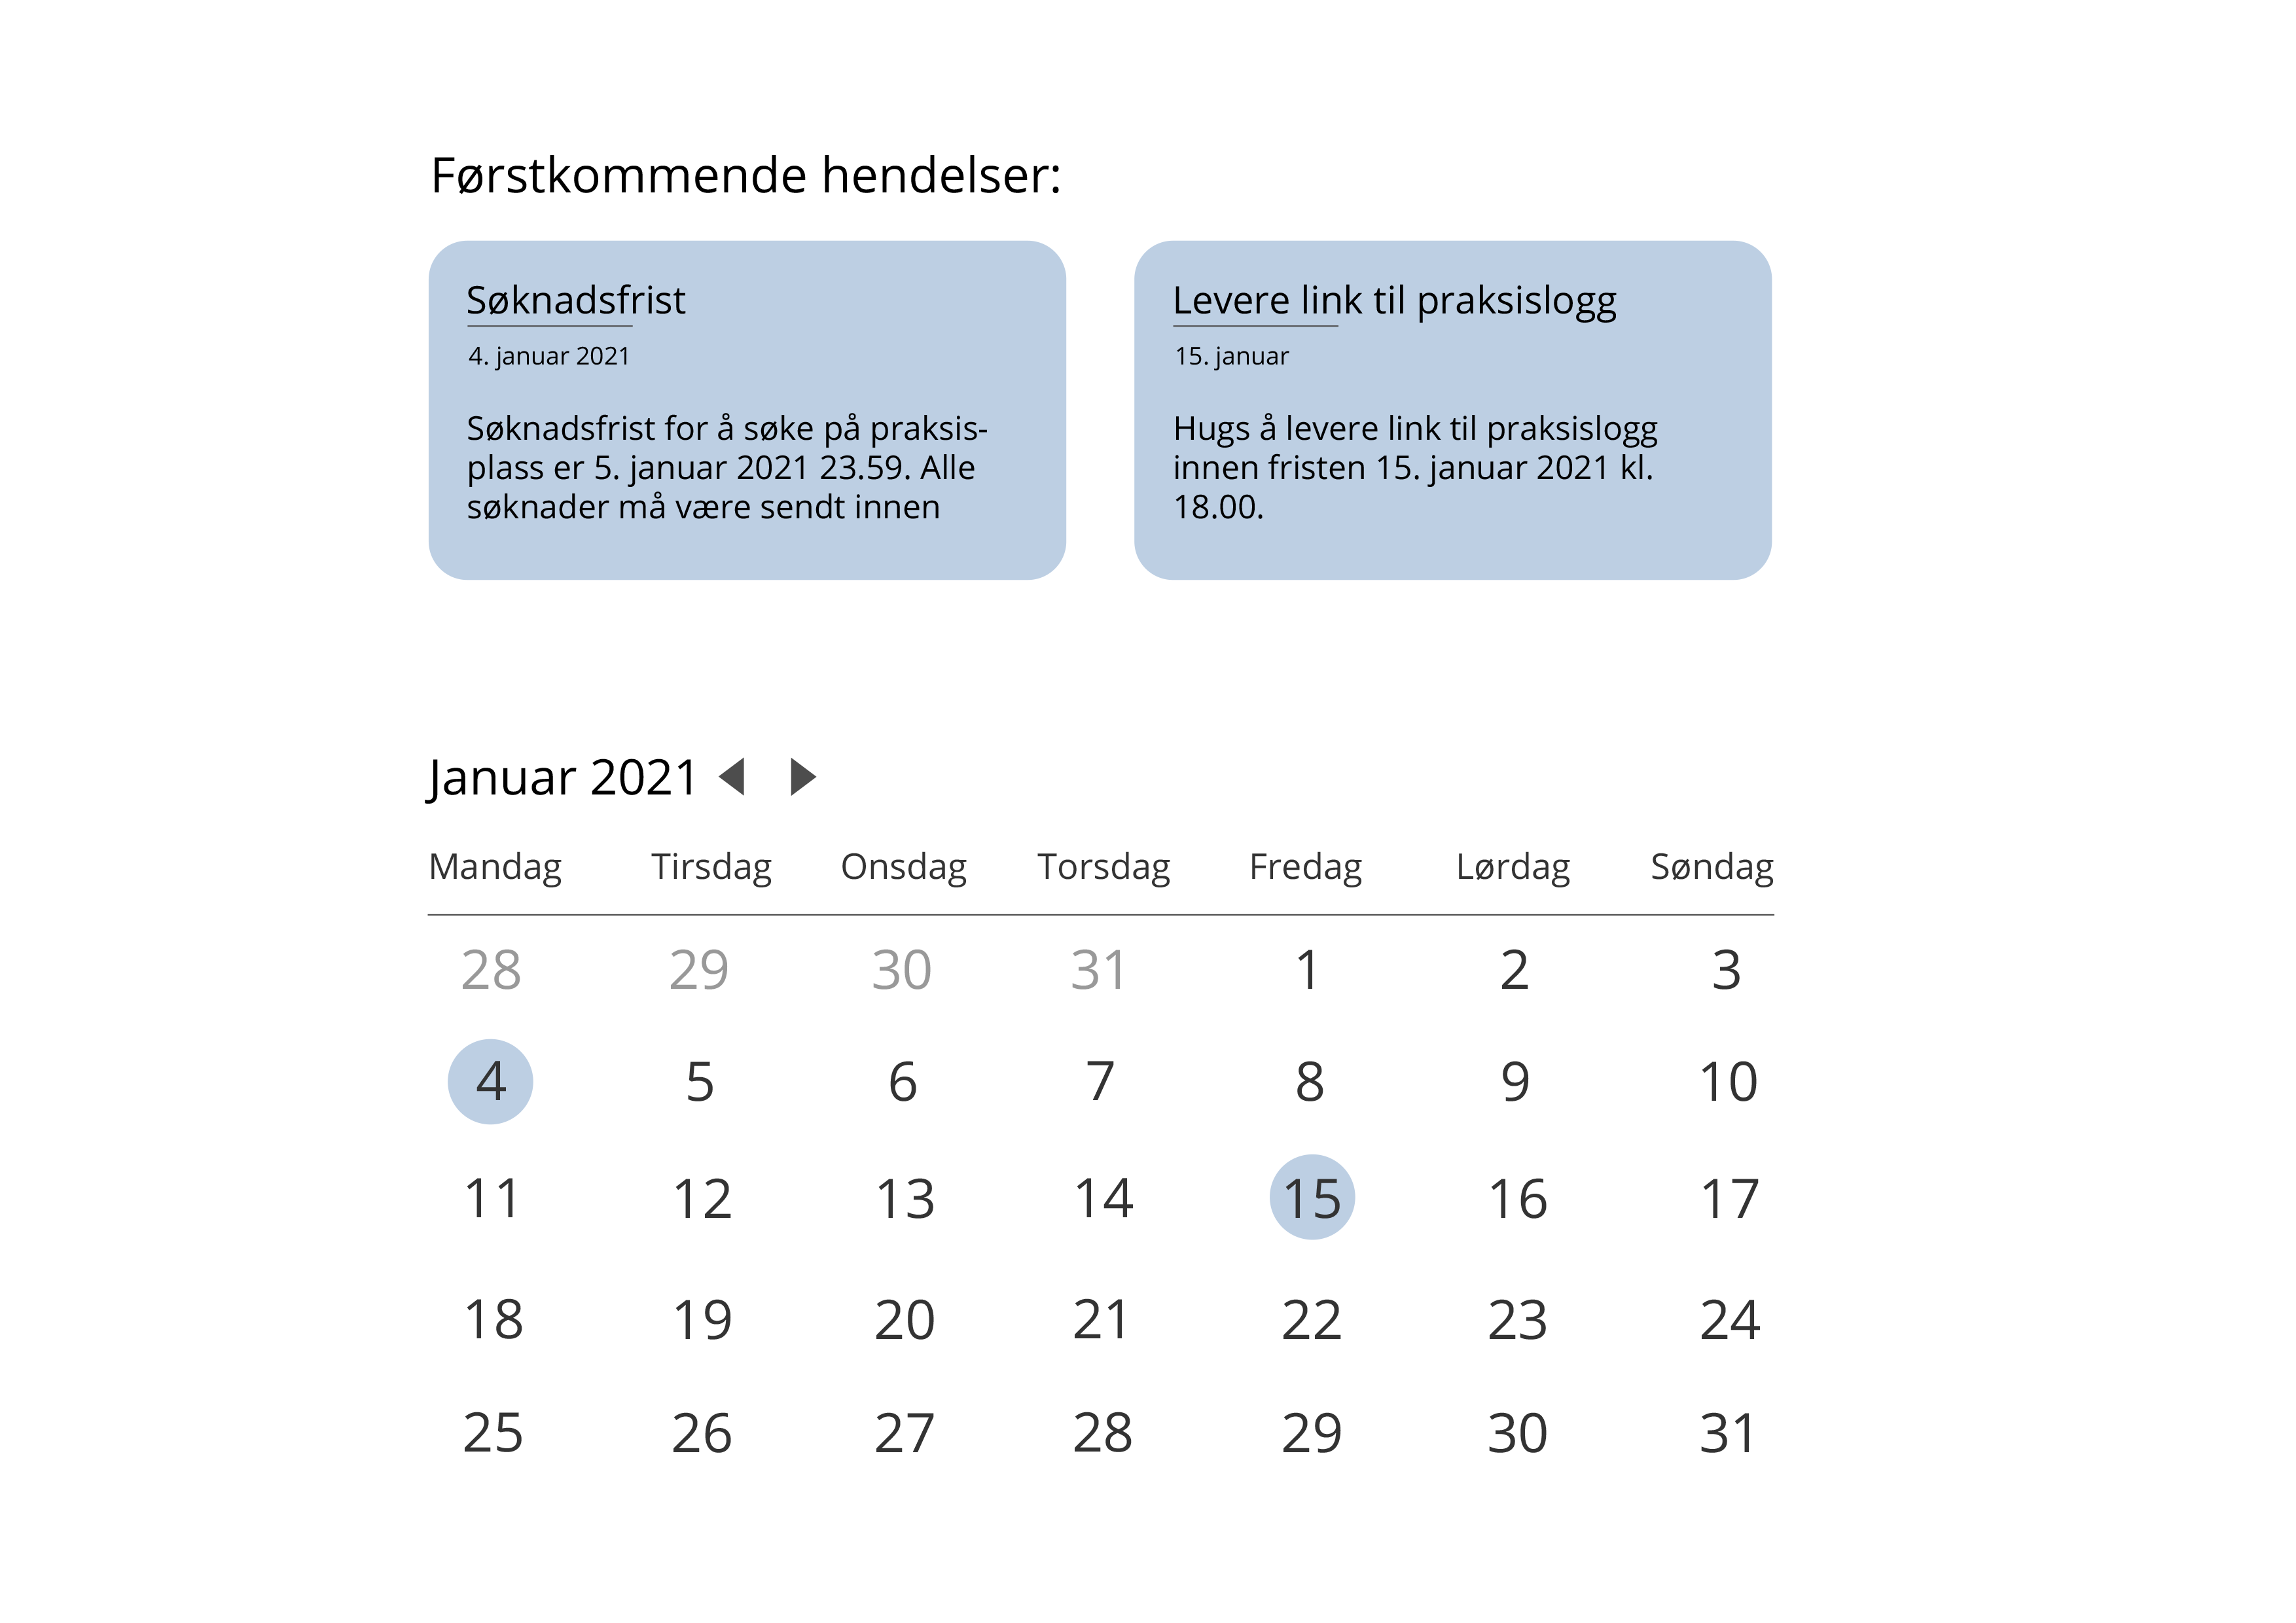 Førstkommende hendelser:
Søknadsfrist
4. januar 2021
Søknadsfrist for å søke på praksis-
plass er 5. januar 2021 23.59. Alle
søknader må være sendt innen
Levere link til praksislogg
15. januar
Hugs å levere link til praksislogg
innen fristen 15. januar 2021 kl.
18.00.
Januar 2021
Mandag Tirsdag Onsdag Torsdag Fredag Lørdag Søndag
28 29 30 31 1 2 3
4 5 6 7 8 9 10
11 12 13 14 15 16 17
18 19 20 21 22 23 24
25 26 27 28 29 30 31